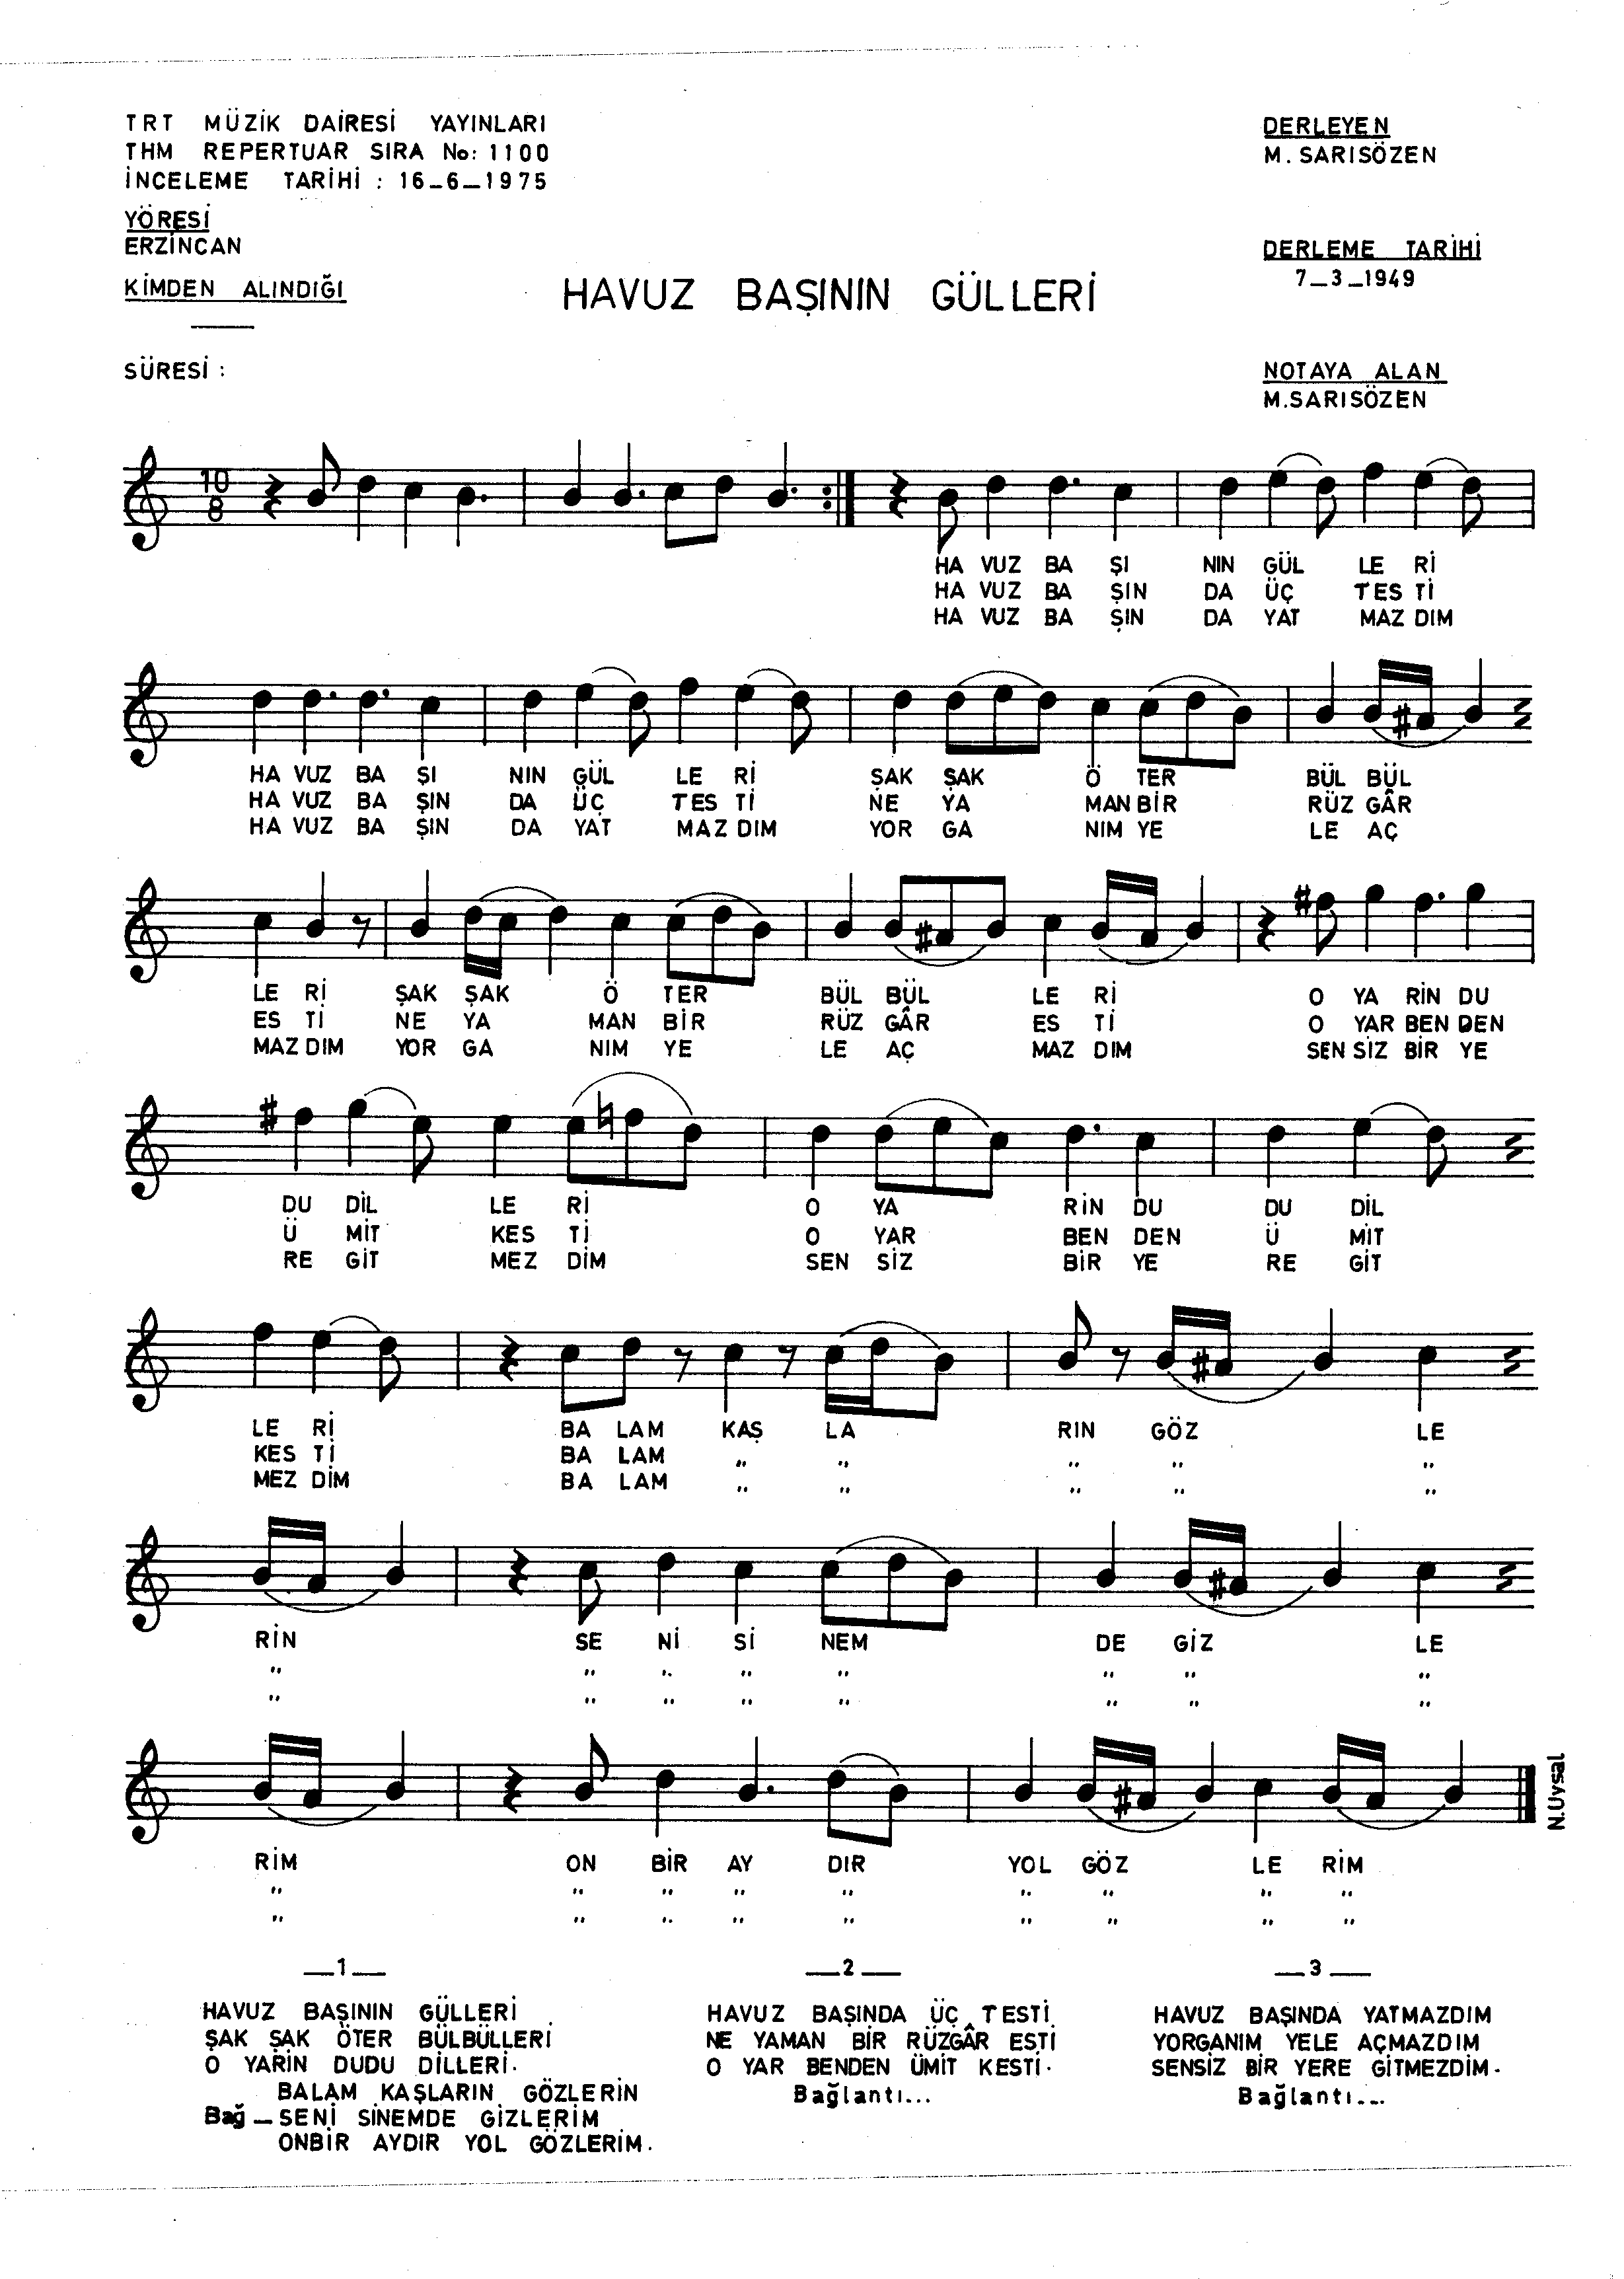 TRT MÜZİK DAİRESİ YAYINLARI
THM REPERTUAR SIRA No: 1100
İNCELEME TARİHİ : 16_6_1975
YÖRESİ
ERZİNCAN
KİMDEN ALINDIĞI
SÜRESİ :
HAVUZ BAŞININ GÜLLERİ
DERLEYEN
M. SARISÖZEN
DERLEME TARİHİ
7_3_1949
NOTAYA ALAN
M.SARISÖZEN
10
8
HA VUZ BA ŞI NIN GÜL LE Rİ
HA VUZ BA ŞIN DA ÜÇ TES Tİ
HA VUZ BA ŞIN DA YAT MAZ DIM
HA VUZ BA ŞI NIN GÜL LE Rİ ŞAK ŞAK Ö TER BÜL BÜL
HA VUZ BA ŞIN DA ÜÇ TES Tİ NE YA MAN BİR RÜZ GÂR
HA VUZ BA ŞIN DA YAT MAZ DIM YOR GA NIM YE LE AÇ
LE Rİ ŞAK ŞAK Ö TER BÜL BÜL LE Rİ O YA RİN DU
ES Tİ NE YA MAN BİR RÜZ GÂR ES Tİ O YAR BEN DEN
MAZ DIM YOR GA NIM YE LE AÇ MAZ DIM SEN SİZ BİR YE
DU DİL LE Rİ O YA RİN DU DU DİL
Ü MİT KES Tİ O YAR BEN DEN Ü MİT
RE GİT MEZ DİM SEN SİZ BİR YE RE GİT
LE Rİ BA LAM KAŞ LA RIN GÖZ LE
KES Tİ BA LAM " " " " "
MEZ DİM BA LAM " " " " "
RİN SE Nİ Sİ NEM DE GİZ LE
" " " " " " " "
" " " " " " " "
RİM ON BİR AY DIR YOL GÖZ LE RİM
" " " " " " " " "
" " " " " " " " "
N.Uysal
_1_
HAVUZ BAŞININ GÜLLERİ
ŞAK ŞAK ÖTER BÜLBÜLLERİ
O YARİN DUDU DİLLERİ.
BALAM KAŞLARIN GÖZLERİN
Bağ _ SENİ SİNEMDE GİZLERİM
ONBİR AYDIR YOL GÖZLERİM.
_2_
HAVUZ BAŞINDA ÜÇ TESTİ
NE YAMAN BİR RÜZGÂR ESTİ
O YAR BENDEN ÜMİT KESTİ.
Bağlantı...
_3_
HAVUZ BAŞINDA YATMAZDIM
YORGANIM YELE AÇMAZDIM
SENSİZ BİR YERE GİTMEZDİM.
Bağlantı...